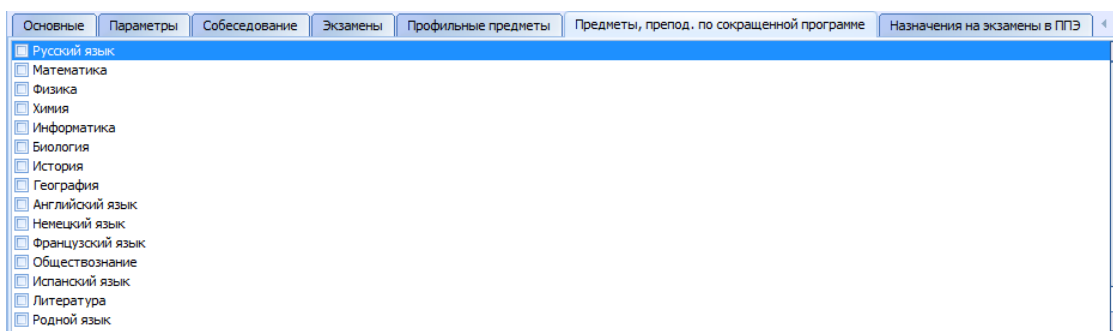 Основные Параметры Собеседование Экзамены Профильные предметы Предметы, препод. по сокращенной программе Назначения на экзамены в ППЭ
Русский язык
Математика
Физика
Химия
Информатика
Биология
История
География
Английский язык
Немецкий язык
Французский язык
Обществознание
Испанский язык
Литература
Родной язык